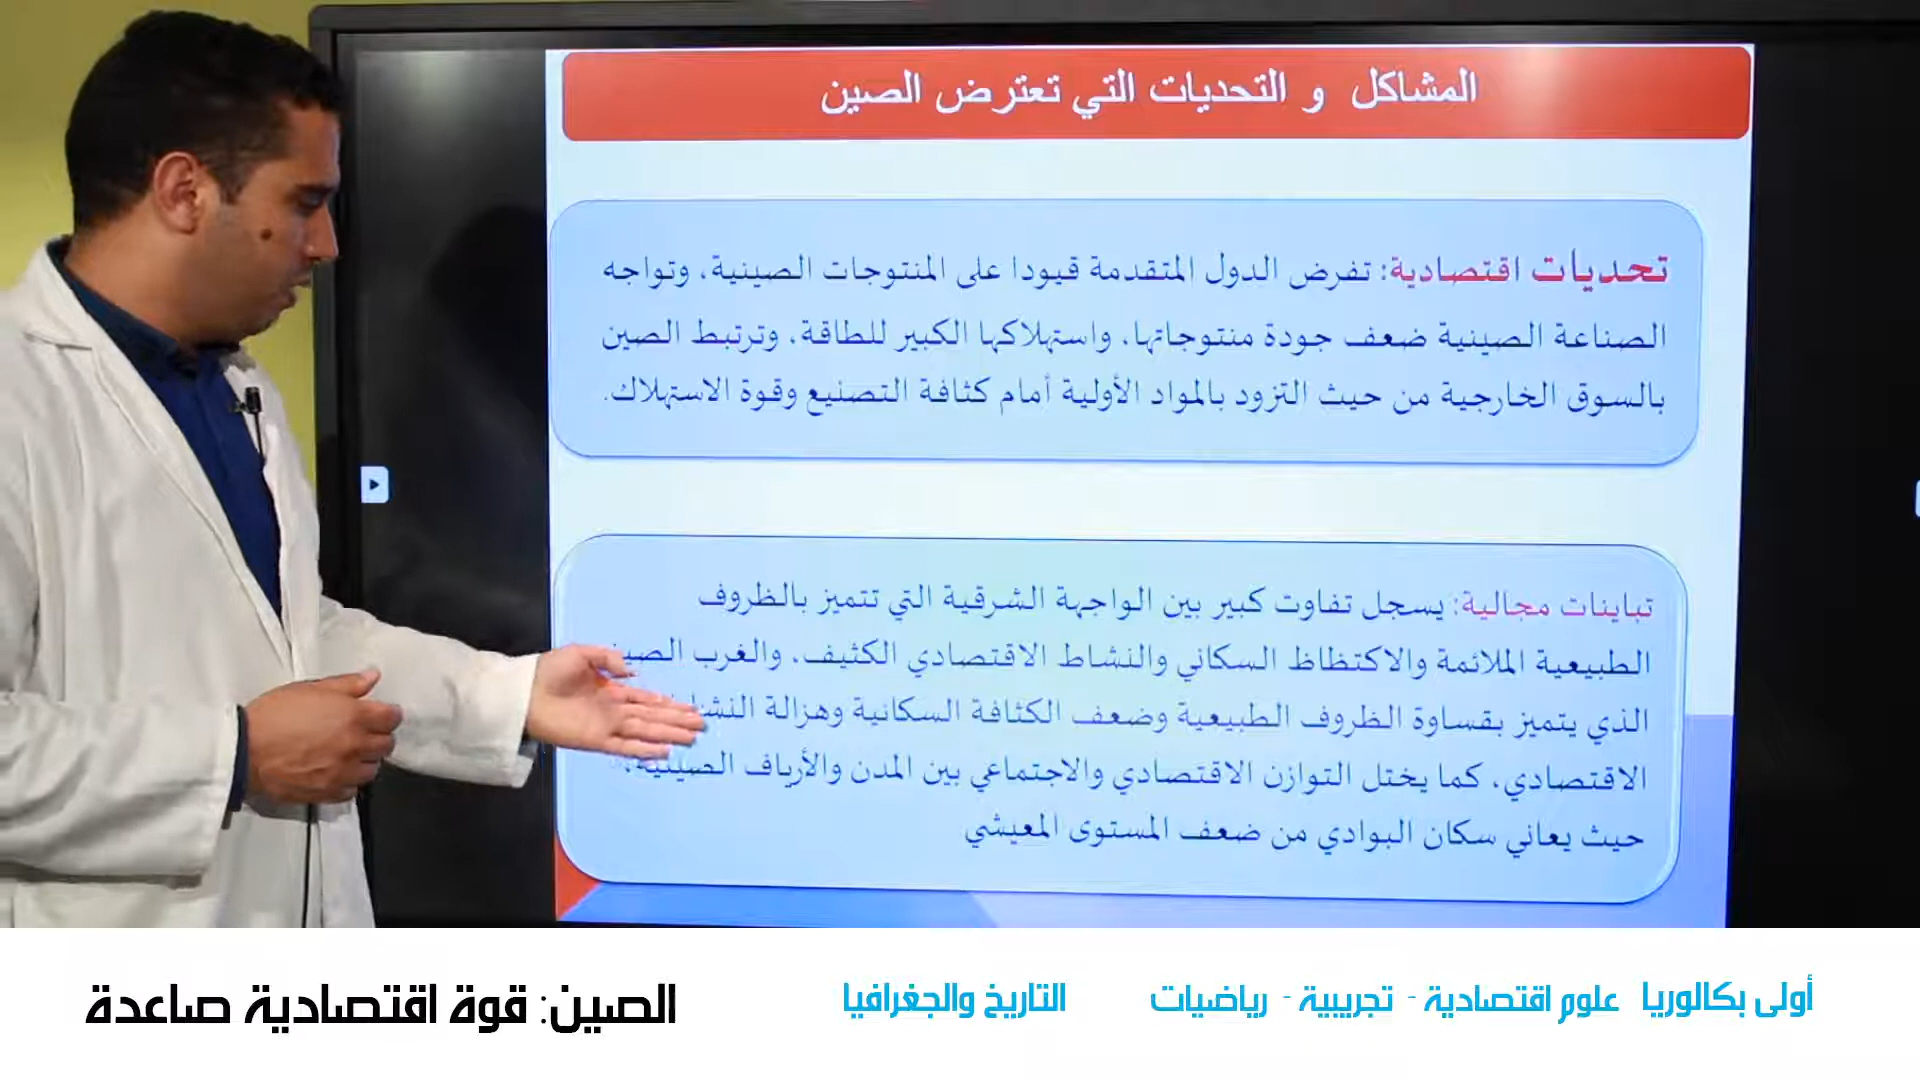 المشاكل و التحديات التي تعترض الصين
تحديات اقتصادية: تفرض الدول المتقدمة قيودا على المنتوجات الصينية، وتواجه
الصناعة الصينية ضعف جودة منتوجاتها، واستهلاكها الكبير للطاقة، وترتبط الصين
بالسوق الخارجية من حيث التزود بالمواد الأولية أمام كثافة التصنيع وقوة الاستهلاك.
تباينات مجالية: يسجل تفاوت كبير بين الواجهة الشرقية التي تتميز بالظروف
الطبيعية الملائمة والاكتظاظ السكاني والنشاط الاقتصادي الكثيف، والغرب
الذي يتميز بقساوة الظروف الطبيعية وضعف الكثافة السكانية وهزالة
الاقتصادي، كما يختل التوازن الاقتصادي والاجتماعي بين المدن والأرياف الصينية،
حيث يعاني سكان البوادي من ضعف المستوى المعيشي
أولى بكالوريا علوم اقتصادية - تجريبية - رياضيات
التاريخ والجغرافيا
الصين: قوة اقتصادية صاعدة